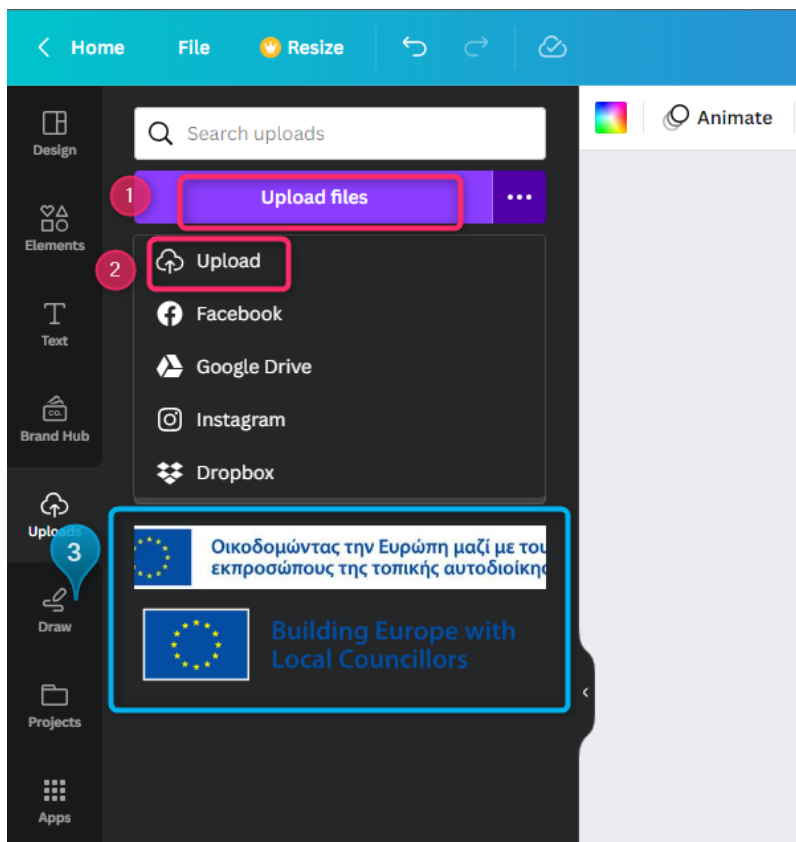 Home File Resize
Design
Search uploads
Animate
1 Upload files
Elements
2 Upload
Facebook
Text
Google Drive
CO.
Brand Hub
Instagram
Dropbox
Uploads
3
Οικοδομώντας την Ευρώπη μαζί με του
εκπροσώπους της τοπικής αυτοδιοίκησ
Draw
Building Europe with
Local Councillors
Projects
Apps